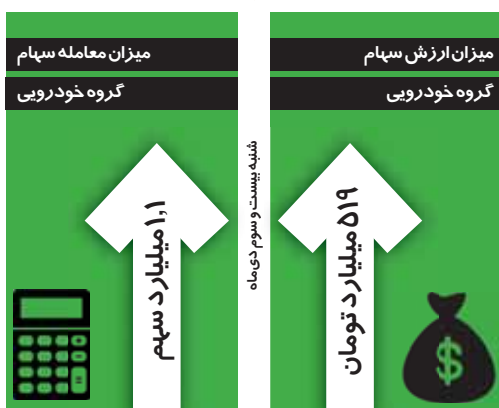 میزان ارزش سهام
گروه خودرویی
۵۱۹ میلیارد تومان
$
شنبه بیست و سوم دی‌ماه
میزان معامله سهام
گروه خودرویی
۱,۱ میلیارد سهم